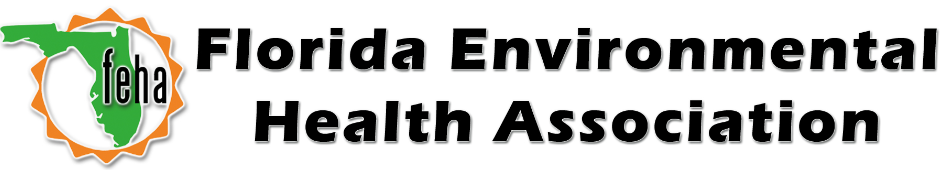 feha
Florida Environmental
Health Association